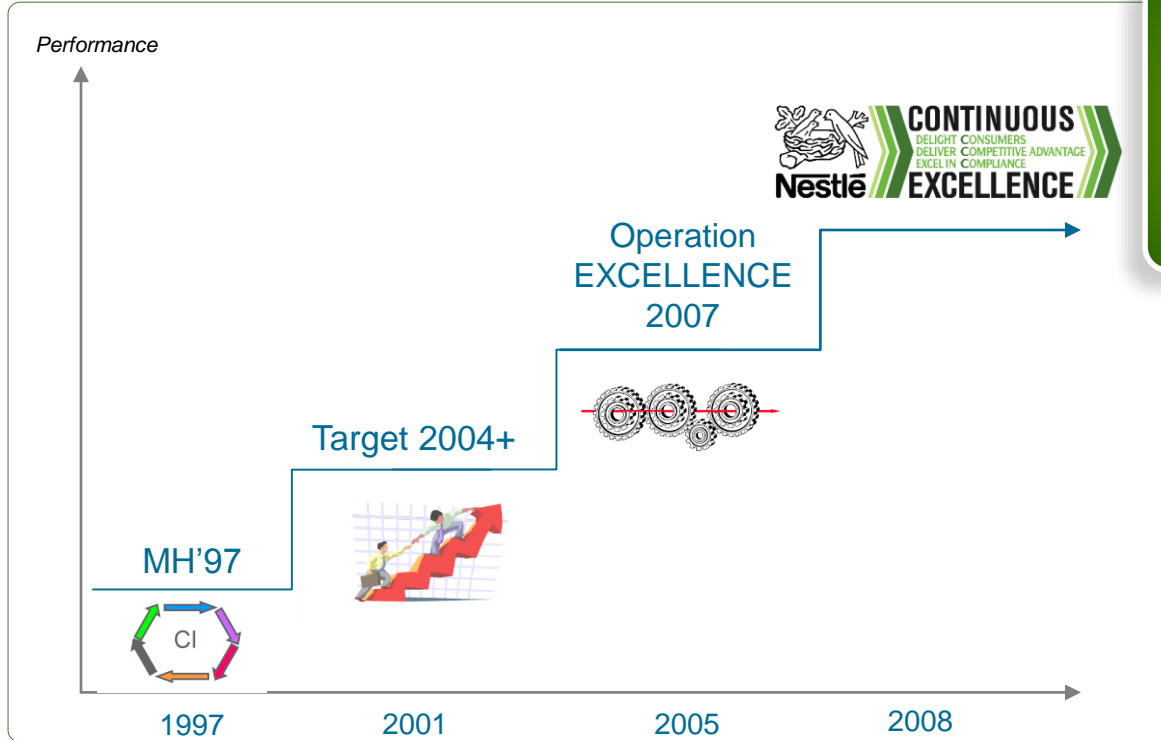 Performance
CONTINUOUS
DELIGHT CONSUMERS
DELIVER COMPETITIVE ADVANTAGE
EXCEL IN COMPLIANCE
Nestlé
EXCELLENCE
Operation
EXCELLENCE
2007
Target 2004+
MH’97
CI
1997
2001
2005
2008